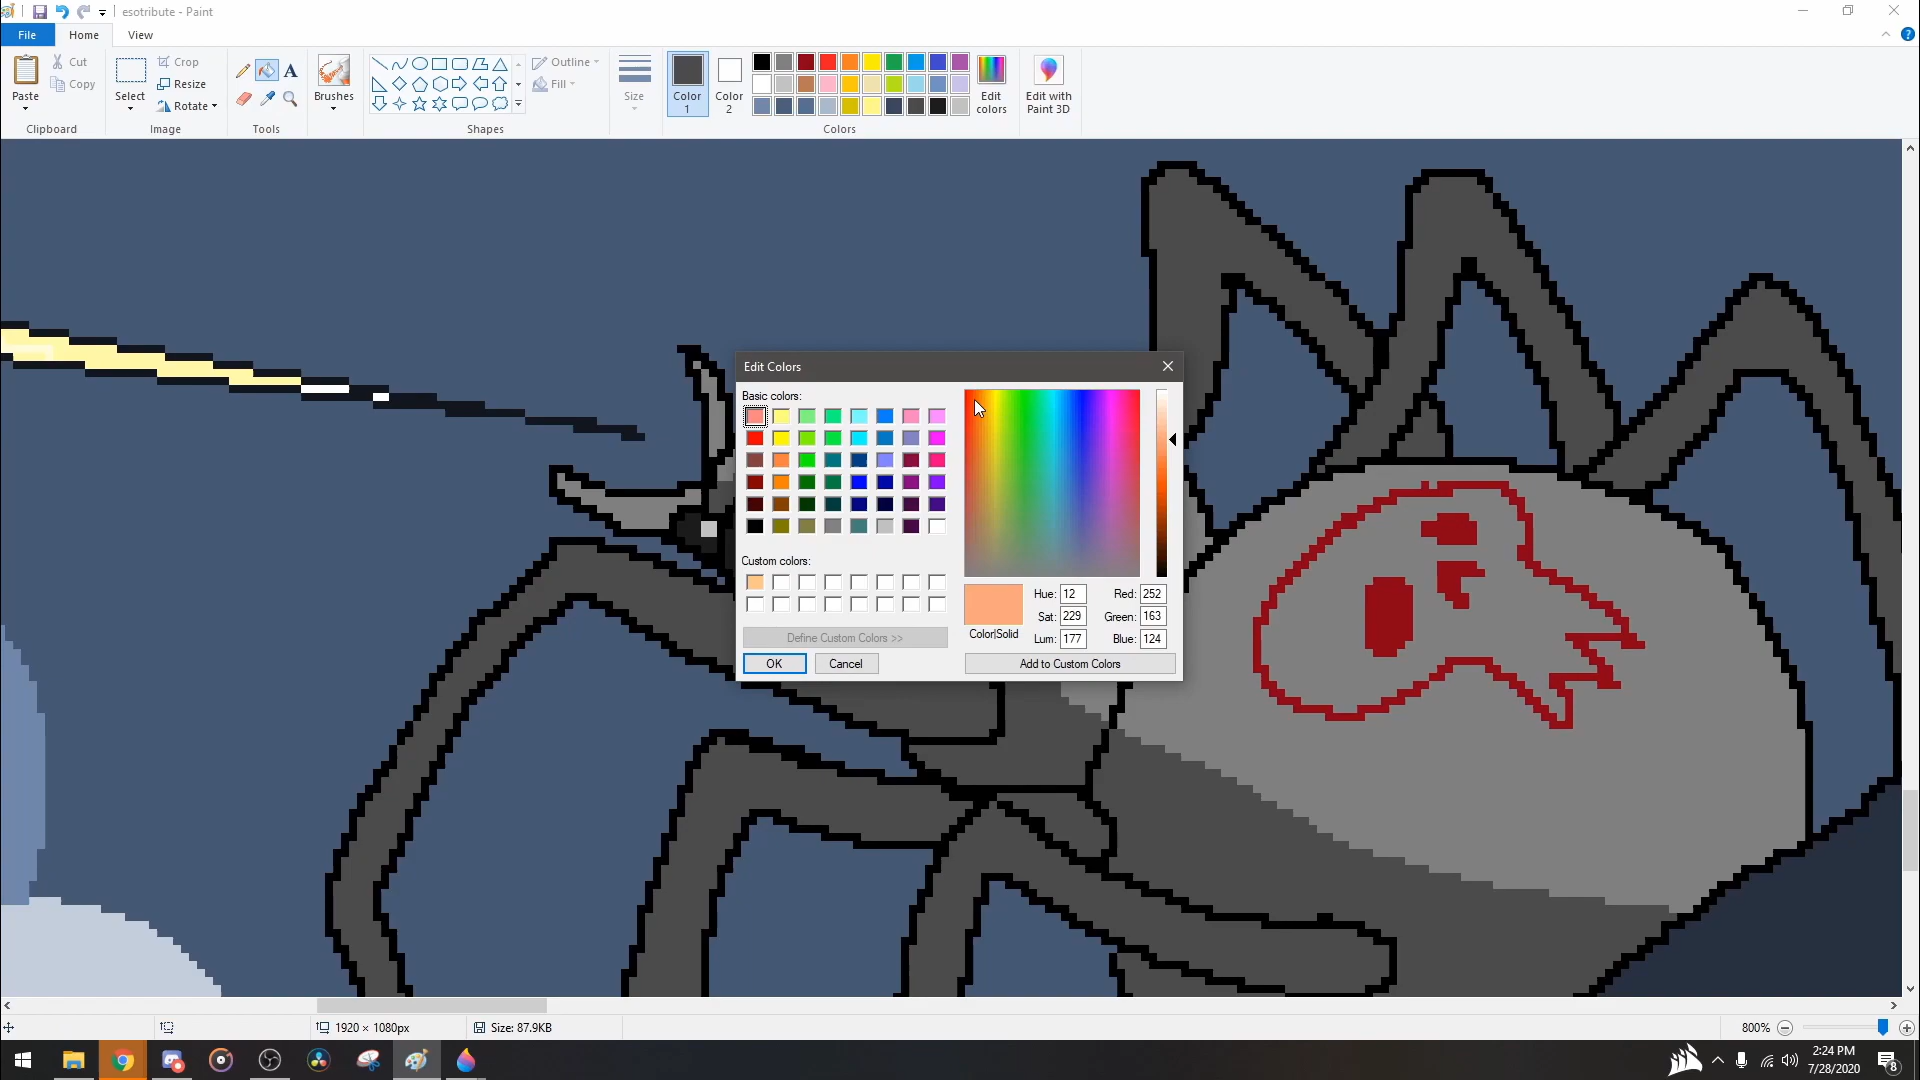 esotribute - Paint
File
Home
View
Paste
Cut
Copy
Clipboard
Select
Crop
Resize
Rotate
Image
A
Tools
Brushes
Outline
Fill
Shapes
Size
Color 1
Color 2
Edit colors
Colors
Edit with Paint 3D
Edit Colors
Basic colors:
Custom colors:
Define Custom Colors >>
OK
Cancel
Color|Solid
Hue: 12
Sat: 229
Lum: 177
Red: 252
Green: 163
Blue: 124
Add to Custom Colors
1920 × 1080px
Size: 87.9KB
800%
2:24 PM
7/28/2020
8